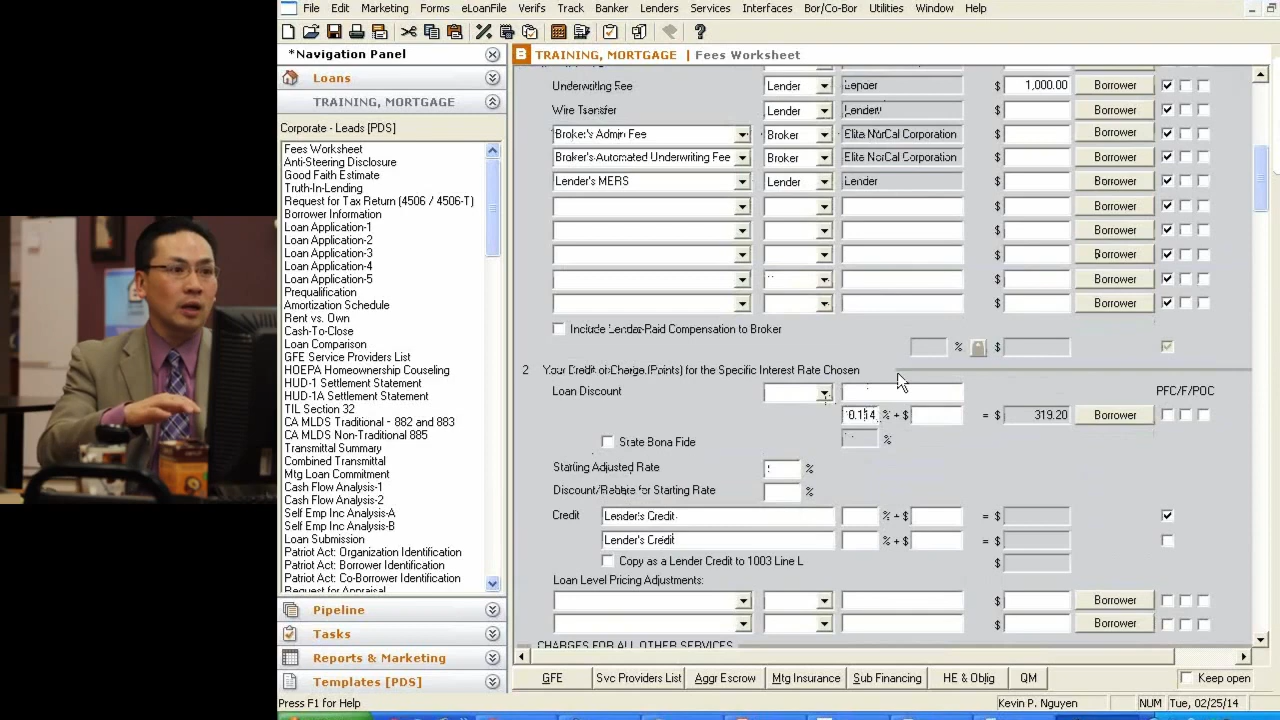 File Edit Marketing Forms eLoanFile Verifs Track Banker Lenders Services Interfaces Bor/Co-Bor Utilities Window Help
*Navigation Panel
B TRAINING, MORTGAGE | Fees Worksheet
Loans
TRAINING, MORTGAGE
Corporate - Leads [PDS]
Fees Worksheet
Anti-Steering Disclosure
Good Faith Estimate
Truth-In-Lending
Request for Tax Return (4506 / 4506-T)
Borrower Information
Loan Application-1
Loan Application-2
Loan Application-3
Loan Application-4
Loan Application-5
Prequalification
Amortization Schedule
Rent vs. Own
Cash-To-Close
Loan Comparison
GFE Service Providers List
HOEPA Homeownership Counseling
HUD-1 Settlement Statement
HUD-1A Settlement Statement
TIL Section 32
CA MLDS Traditional - 882 and 883
CA MLDS Non-Traditional 885
Transmittal Summary
Combined Transmittal
Mtg Loan Commitment
Cash Flow Analysis-1
Cash Flow Analysis-2
Self Emp Inc Analysis-A
Self Emp Inc Analysis-B
Loan Submission
Patriot Act: Organization Identification
Patriot Act: Borrower Identification
Patriot Act: Co-Borrower Identification
Request for Appraisal
Pipeline
Tasks
Reports & Marketing
Templates [PDS]
Underwriting Fee Lender Lender $ 1,000.00 Borrower
Wire Transfer Lender Lender $ Borrower
Broker's Admin Fee Broker Elite NorCal Corporation $ Borrower
Broker's Automated Underwriting Fee Broker Elite NorCal Corporation $ Borrower
Lender's MERS Lender Lender $ Borrower
$ Borrower
$ Borrower
$ Borrower
$ Borrower
$ Borrower
Include Lender-Paid Compensation to Broker
% $
2 Your Credit or Charge (Points) for the Specific Interest Rate Chosen
Loan Discount PFC/F/POC
0.114 % + $ = $ 319.20 Borrower
State Bona Fide %
Starting Adjusted Rate %
Discount/Rebate for Starting Rate %
Credit Lender's Credit % + $ = $
Lender's Credit % + $ = $
Copy as a Lender Credit to 1003 Line L $
Loan Level Pricing Adjustments:
$ Borrower
$ Borrower
CHARGES FOR ALL OTHER SERVICES
GFE Svc Providers List Aggr Escrow Mtg Insurance Sub Financing HE & Oblig QM Keep open
Press F1 for Help Kevin P. Nguyen NUM Tue, 02/25/14